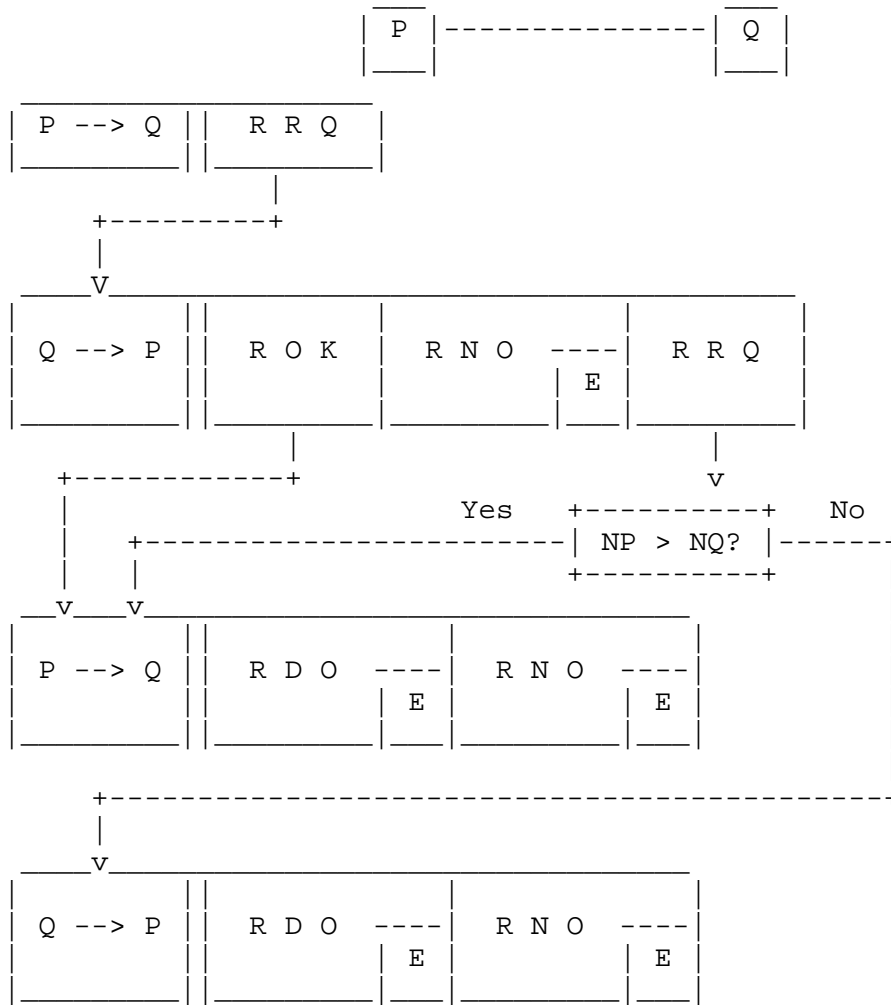 P Q
P --> Q R R Q
Q --> P R O K R N O R R Q
E
Yes No
NP > NQ?
P --> Q R D O R N O
E E
Q --> P R D O R N O
E E